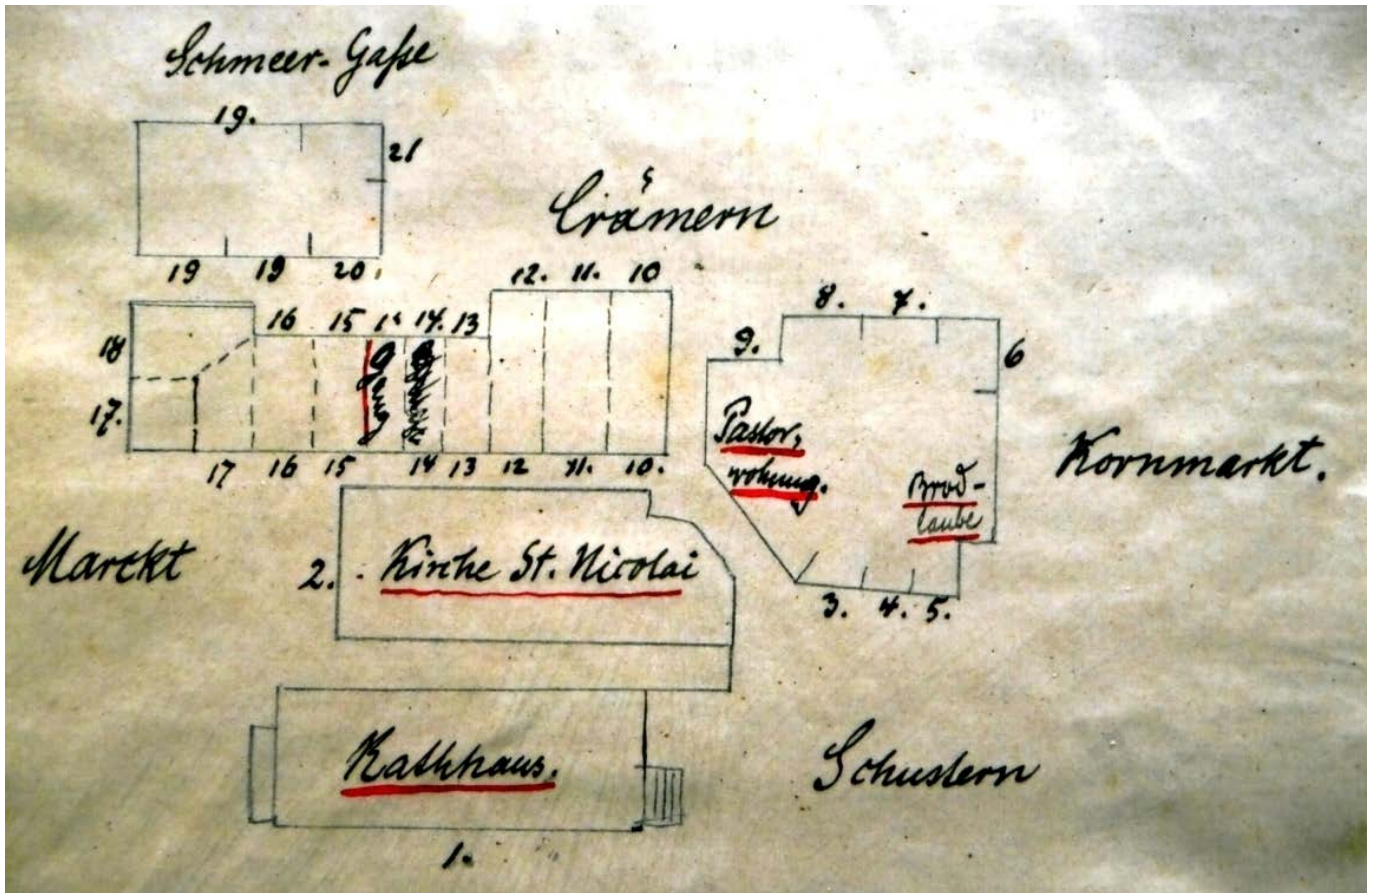 Schmeer-Gaße
19.
21
Crämern
19 19 20.
12. 11. 10
8. 7.
16 15 14. 13
9.
18
6
17.
Pastor,
wohnung.
Kornmarkt.
Brod-
laube
17 16 15 14 13 12 11. 10.
Marckt
2. Kirche St. Nicolai
3. 4. 5.
Rathhaus.
Schustern
1.